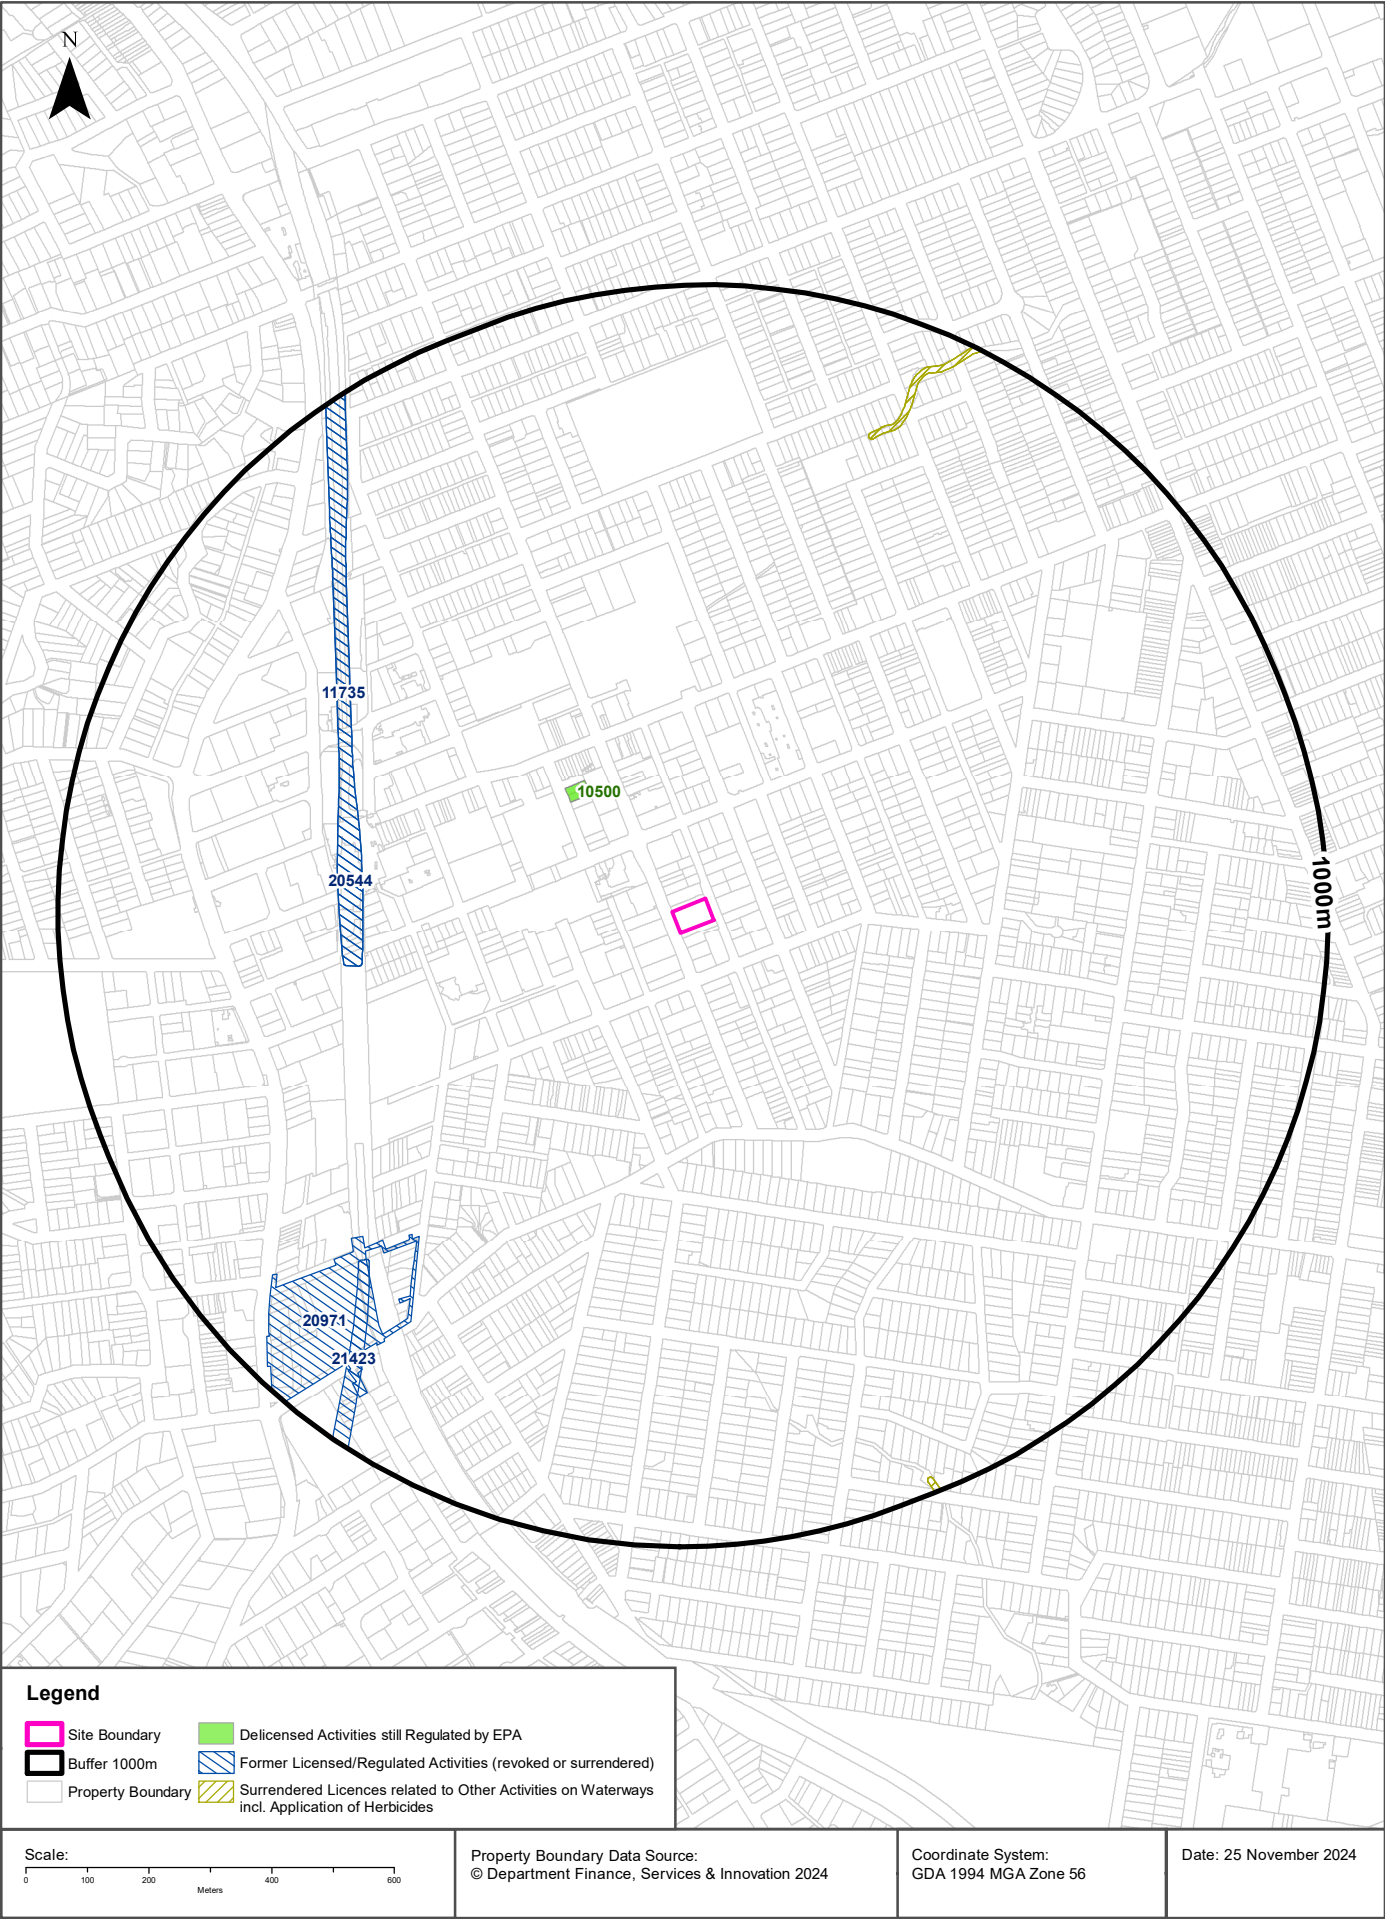 N
11735
10500
20544
1000m
20971
21423
Legend
Site Boundary
Buffer 1000m
Property Boundary
Delicensed Activities still Regulated by EPA
Former Licensed/Regulated Activities (revoked or surrendered)
Surrendered Licences related to Other Activities on Waterways
incl. Application of Herbicides
Scale:
0 100 200 400 600
Meters
Property Boundary Data Source:
© Department Finance, Services & Innovation 2024
Coordinate System:
GDA 1994 MGA Zone 56
Date: 25 November 2024